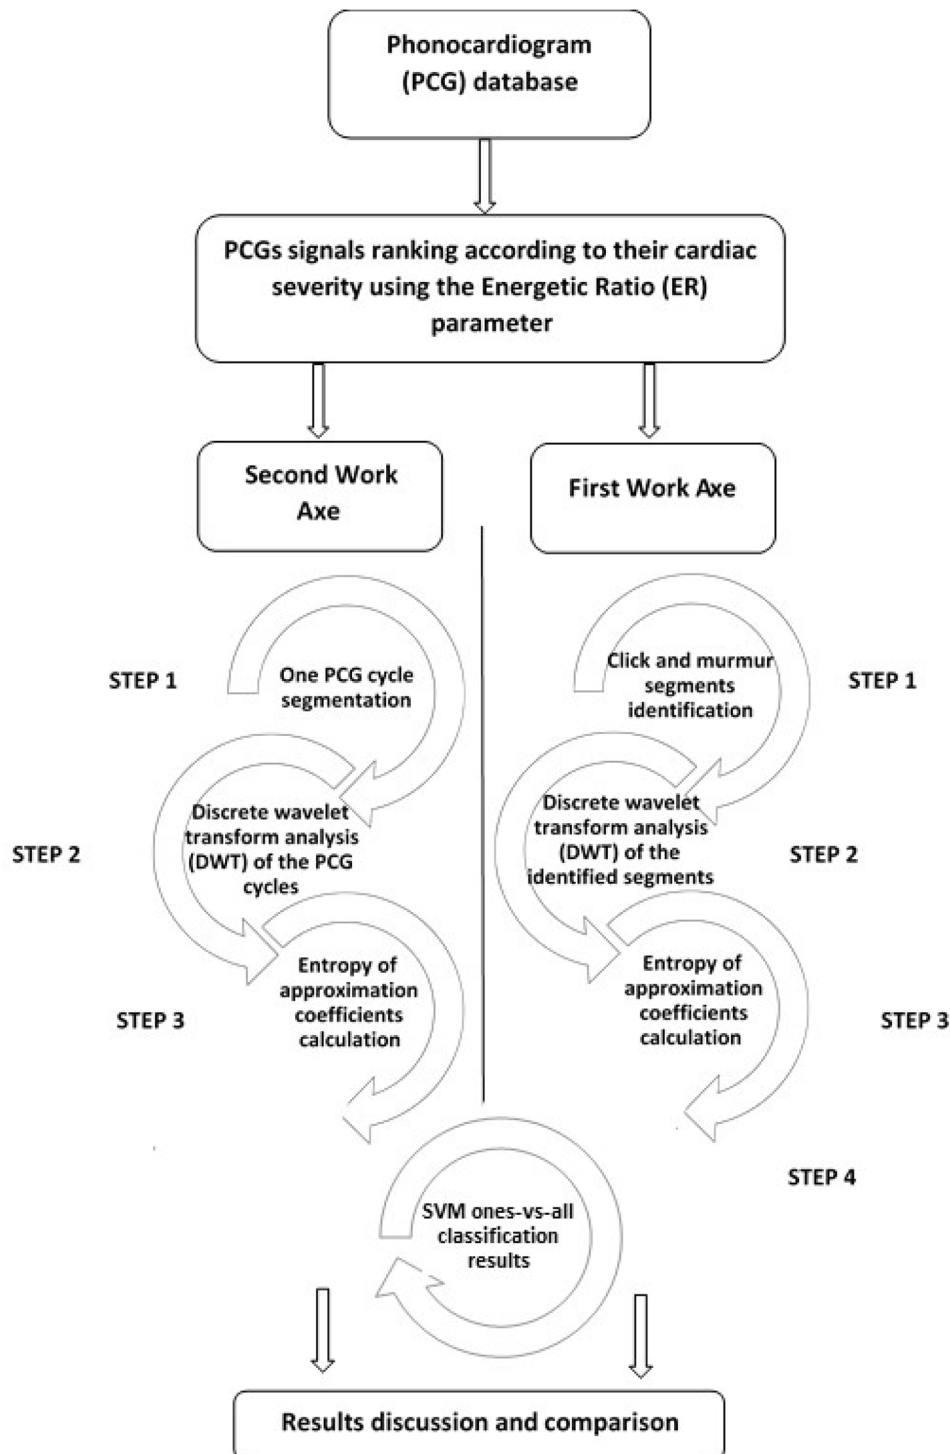 Phonocardiogram
(PCG) database
PCGs signals ranking according to their cardiac
severity using the Energetic Ratio (ER)
parameter
Second Work
Axe
First Work Axe
STEP 1
One PCG cycle
segmentation
Click and murmur
segments
identification
STEP 1
STEP 2
Discrete wavelet
transform analysis
(DWT) of the PCG
cycles
Discrete wavelet
transform analysis
(DWT) of the
identified segments
STEP 2
STEP 3
Entropy of
approximation
coefficients
calculation
Entropy of
approximation
coefficients
calculation
STEP 3
STEP 4
SVM ones-vs-all
classification
results
Results discussion and comparison